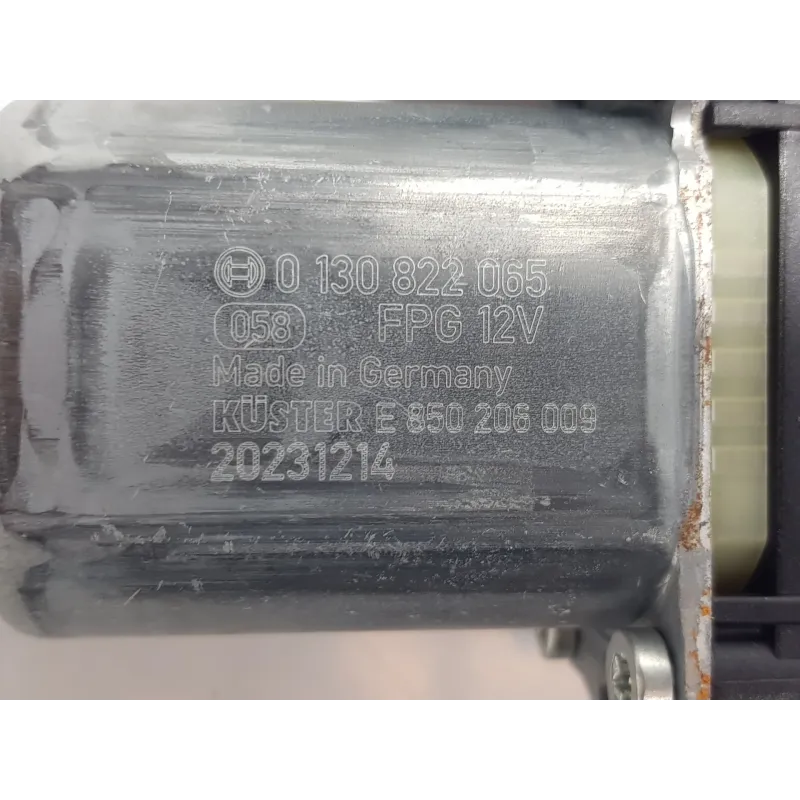 0 130 822 065
058 FPG 12V
Made in Germany
KÜSTER E 850 206 009
20231214